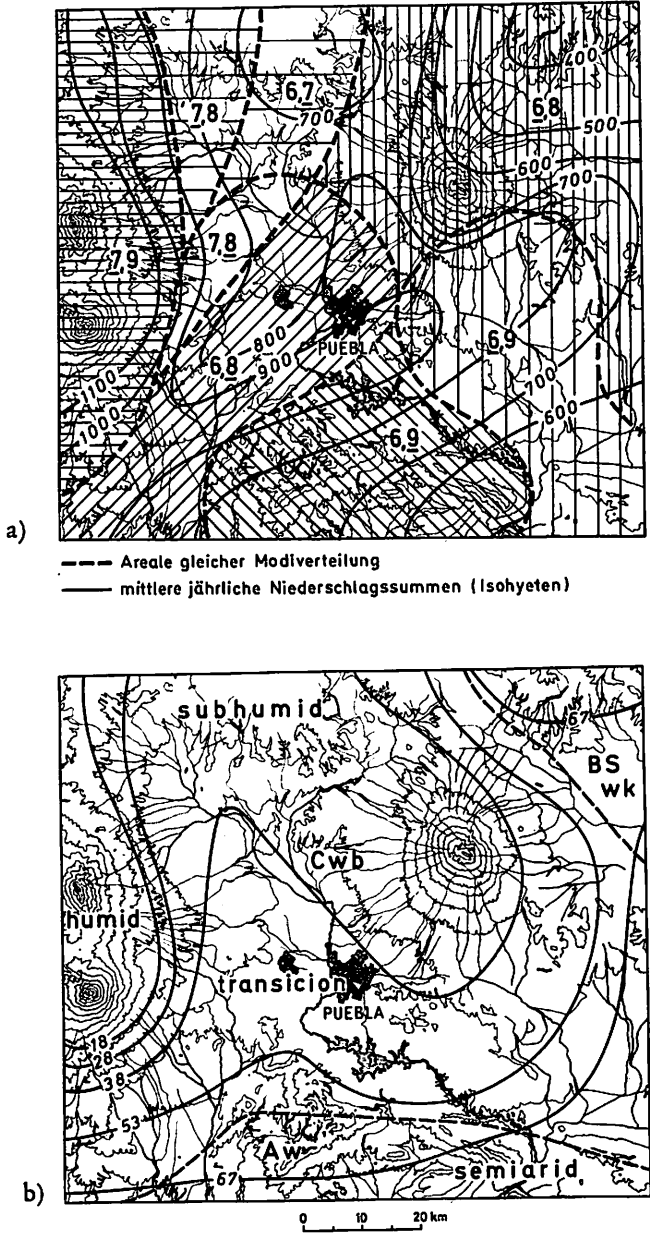 400
6,7
7,8
6,8
700
500
600
700
7,9
7,8
PUEBLA
6,9
800
6,8
900
700
1100
600
1000
6,9
a)
Areale gleicher Modiverteilung
mittlere jährliche Niederschlagssummen (Isohyeten)
67
subhumid
BS
wk
Cwb
humid
transicion
PUEBLA
18
28
38
53
Aw
semiarid
67
b)
0 10 20 km